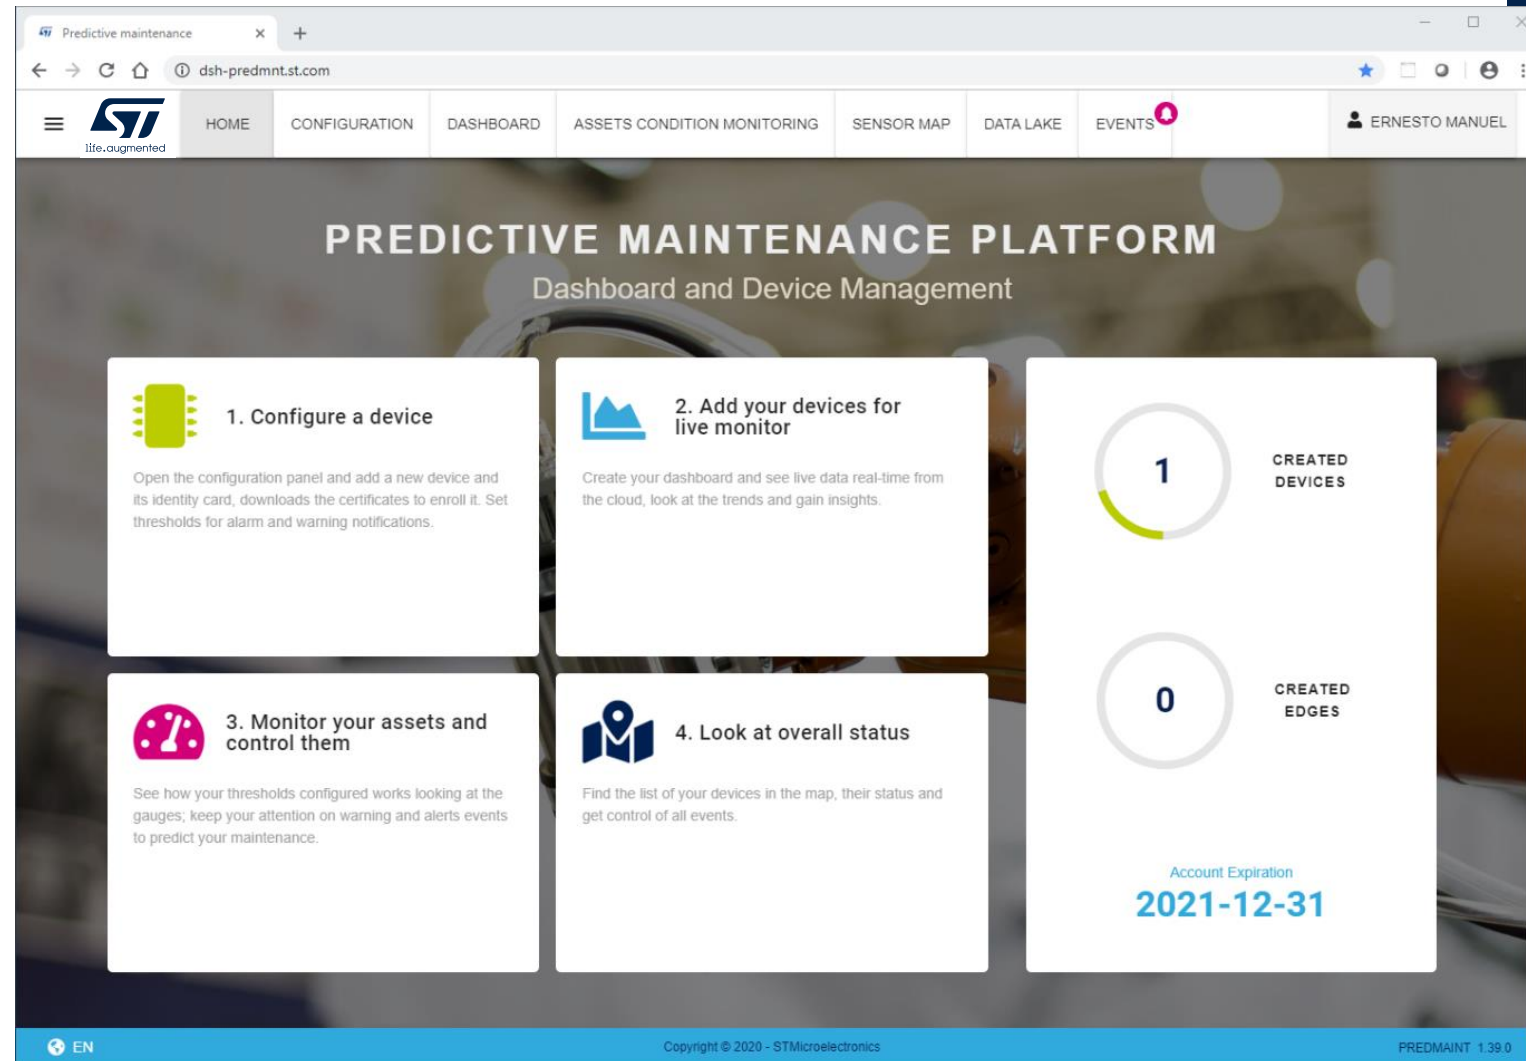 Predictive maintenance
dsh-predmnt.st.com
life.augmented
HOME
CONFIGURATION
DASHBOARD
ASSETS CONDITION MONITORING
SENSOR MAP
DATA LAKE
EVENTS
ERNESTO MANUEL
PREDICTIVE MAINTENANCE PLATFORM
Dashboard and Device Management
1. Configure a device
Open the configuration panel and add a new device and
its identity card, downloads the certificates to enroll it. Set
thresholds for alarm and warning notifications.
2. Add your devices for
live monitor
Create your dashboard and see live data real-time from
the cloud, look at the trends and gain insights.
3. Monitor your assets and
control them
See how your thresholds configured works looking at the
gauges; keep your attention on warning and alerts events
to predict your maintenance.
4. Look at overall status
Find the list of your devices in the map, their status and
get control of all events.
1
CREATED
DEVICES
0
CREATED
EDGES
Account Expiration
2021-12-31
EN
Copyright © 2020 - STMicroelectronics
PREDMAINT 1.39.0